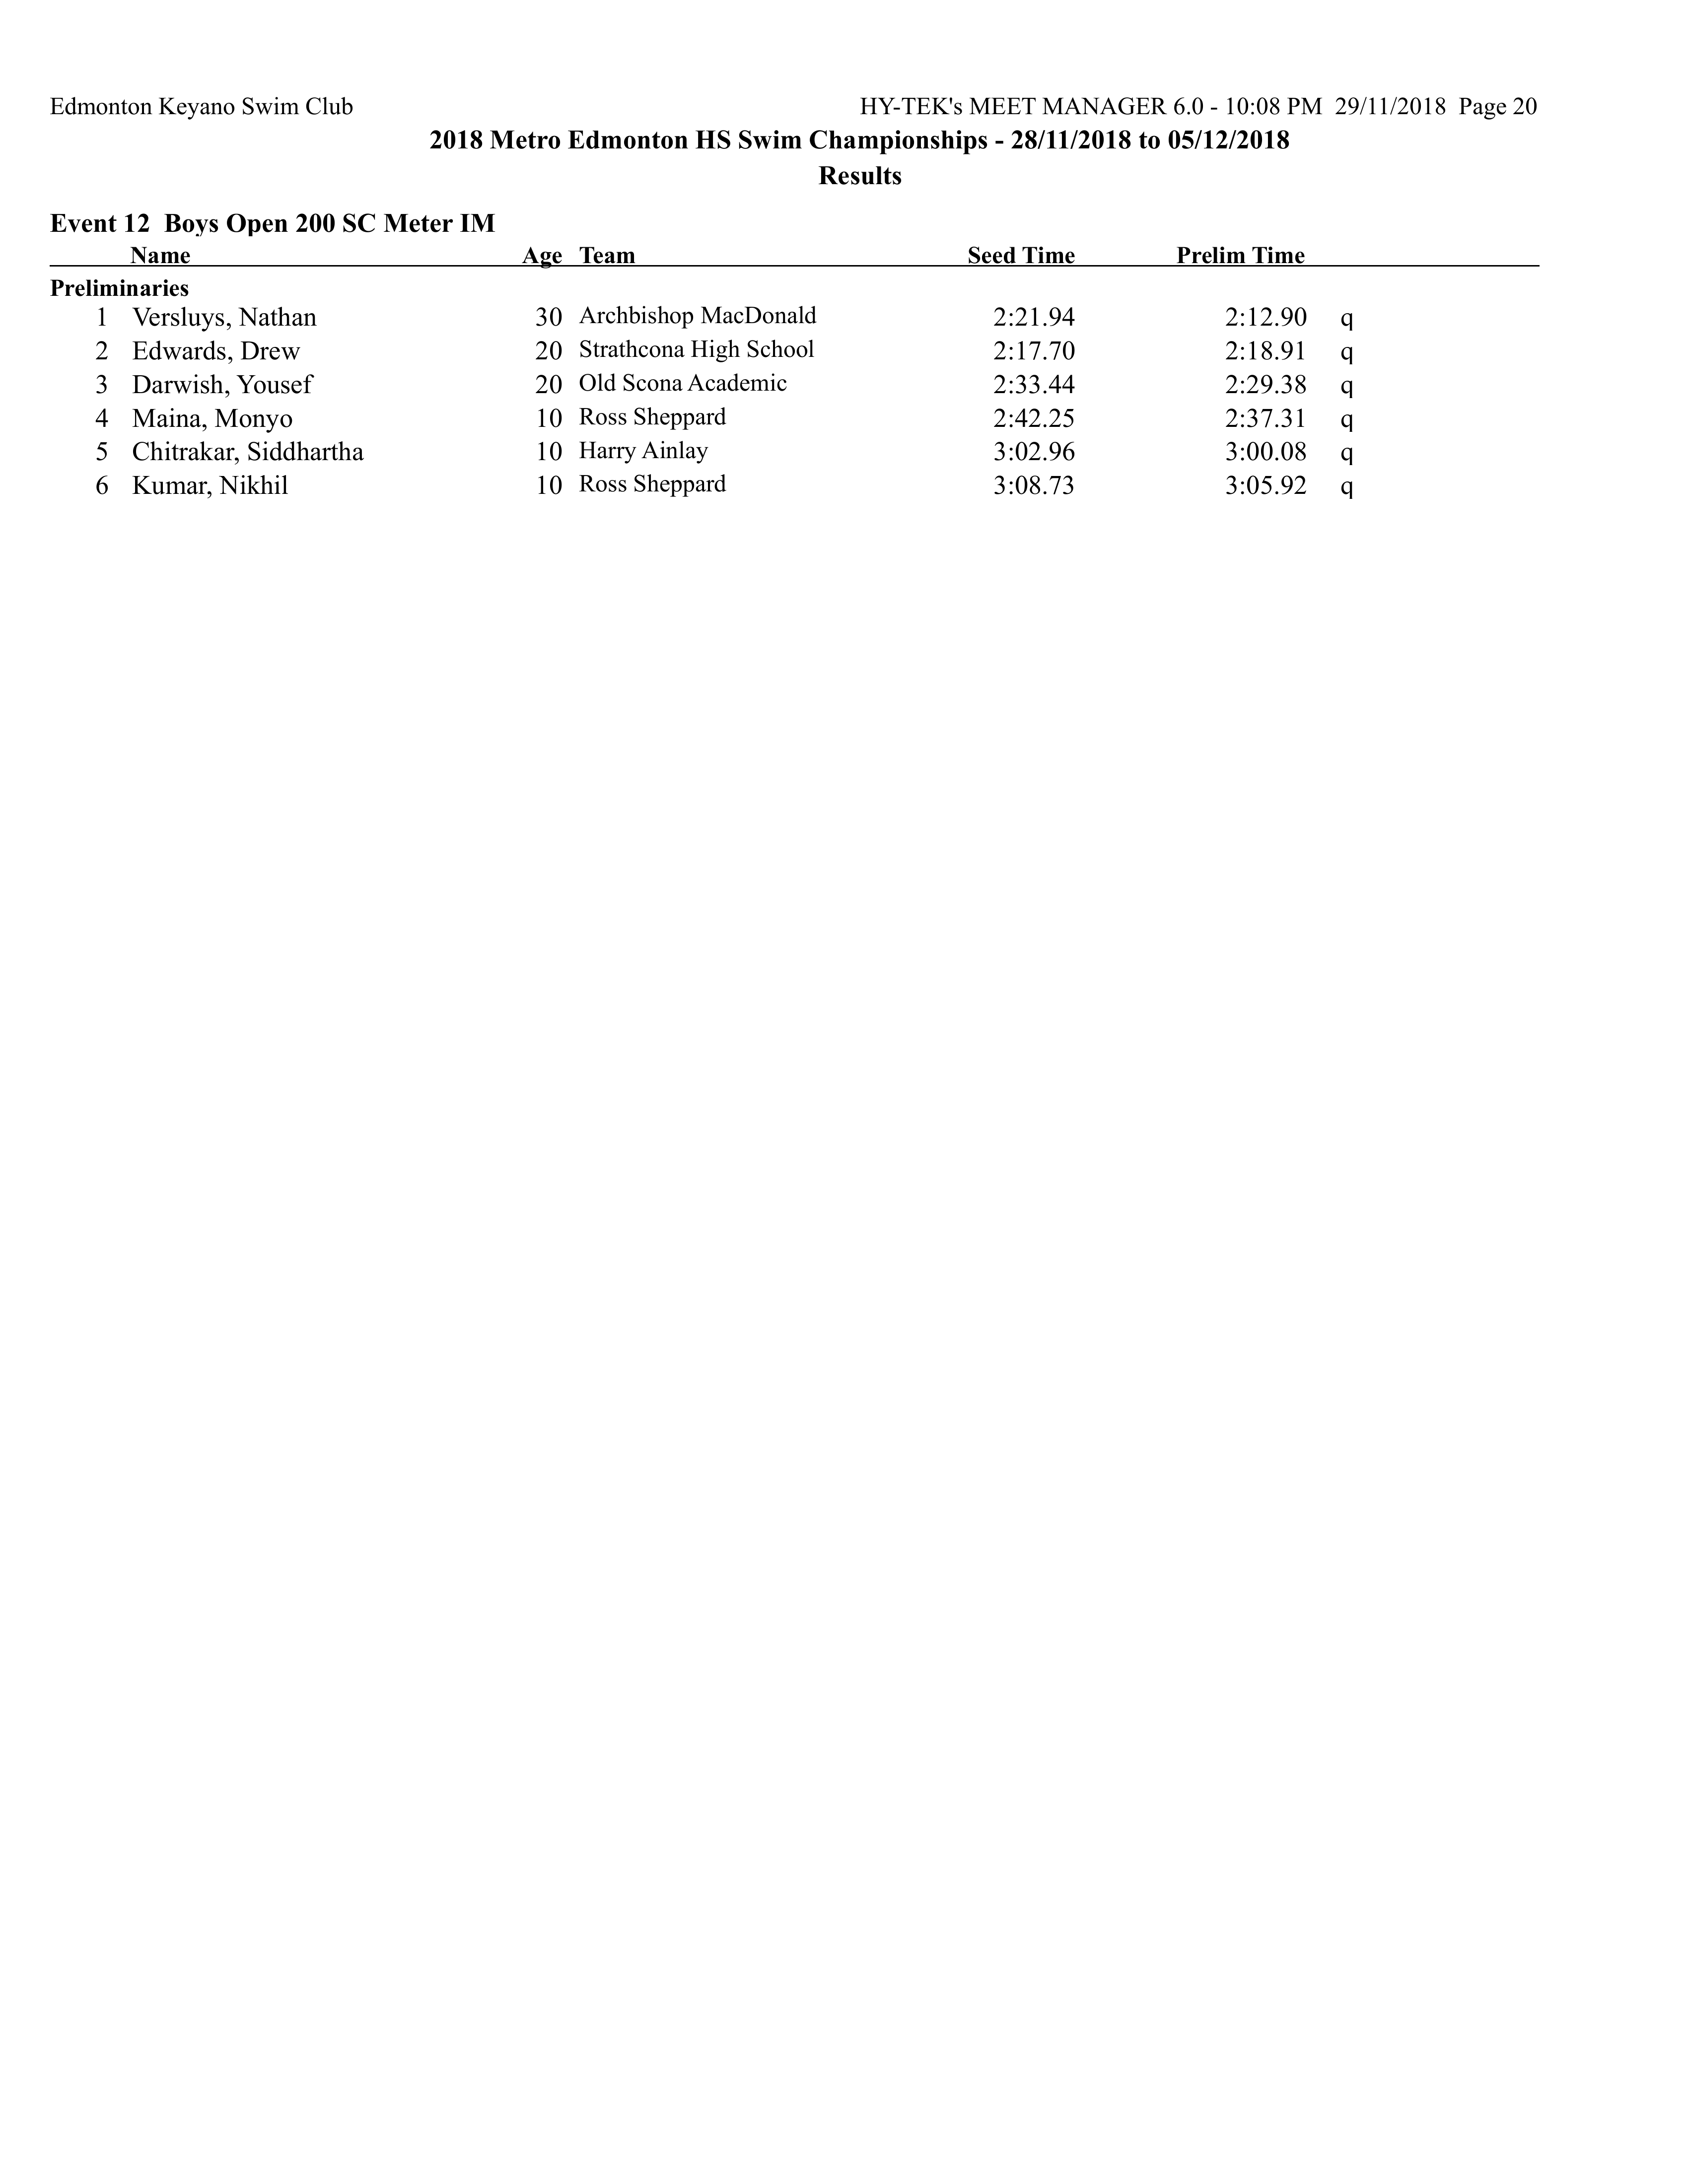 Edmonton Keyano Swim Club HY-TEK's MEET MANAGER 6.0 - 10:08 PM 29/11/2018 Page 20
2018 Metro Edmonton HS Swim Championships - 28/11/2018 to 05/12/2018
Results
Event 12 Boys Open 200 SC Meter IM
Name Age Team Seed Time Prelim Time
Preliminaries
1 Versluys, Nathan 30 Archbishop MacDonald 2:21.94 2:12.90 q
2 Edwards, Drew 20 Strathcona High School 2:17.70 2:18.91 q
3 Darwish, Yousef 20 Old Scona Academic 2:33.44 2:29.38 q
4 Maina, Monyo 10 Ross Sheppard 2:42.25 2:37.31 q
5 Chitrakar, Siddhartha 10 Harry Ainlay 3:02.96 3:00.08 q
6 Kumar, Nikhil 10 Ross Sheppard 3:08.73 3:05.92 q